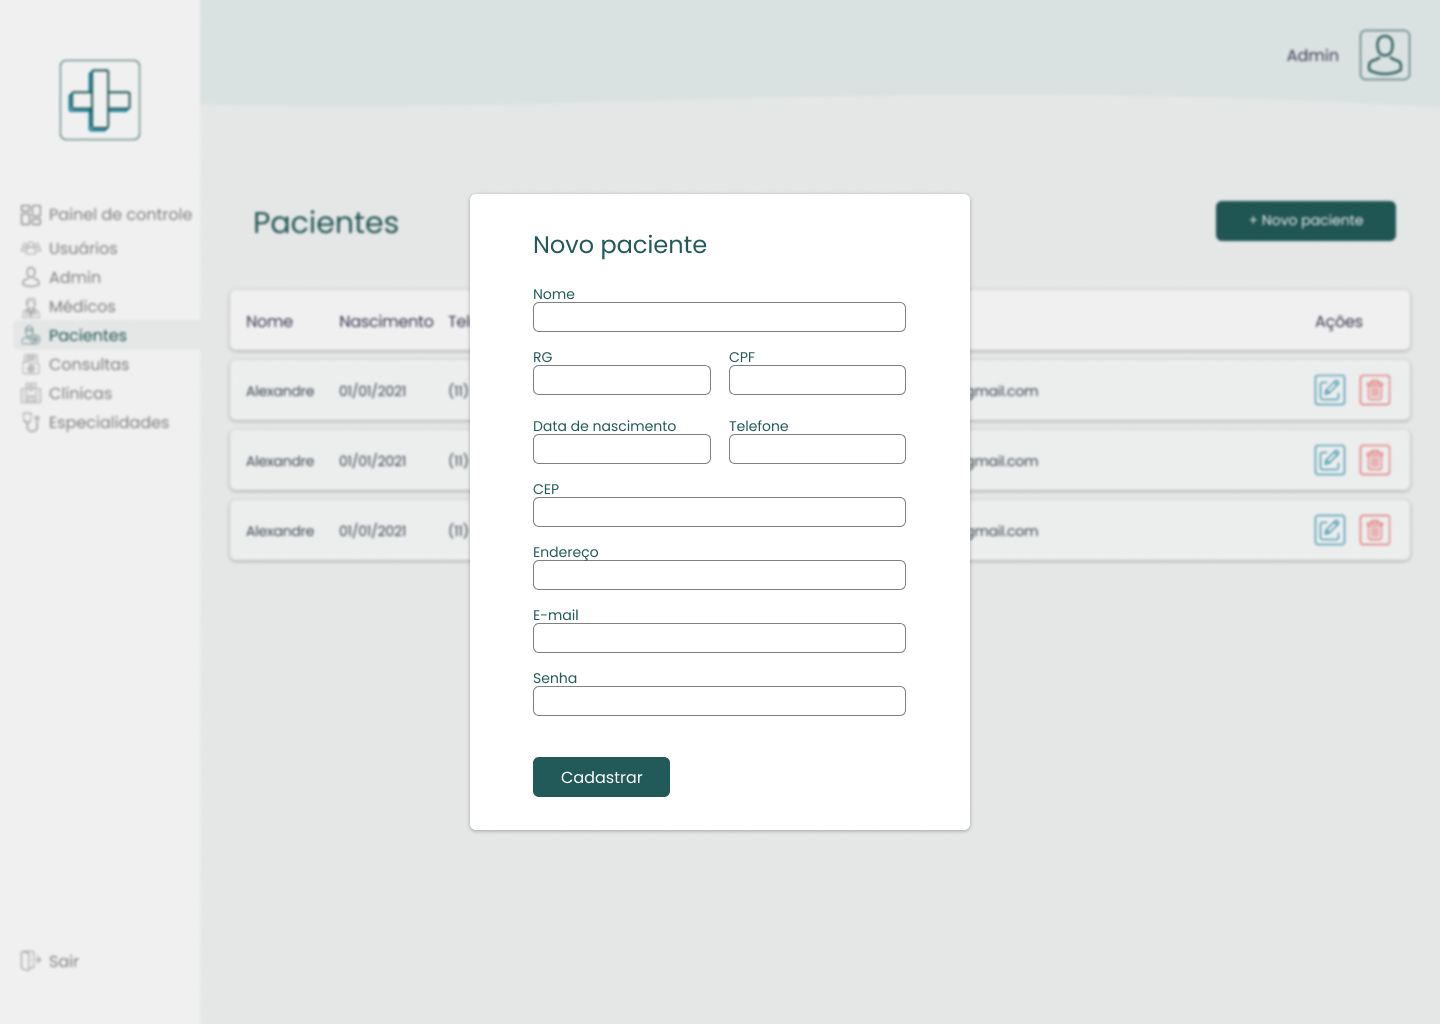 Admin
Painel de controle
Usuários
Admin
Médicos
Pacientes
Consultas
Clínicas
Especialidades
Sair
Pacientes
+ Novo paciente
Nome Nascimento Tel Ações
Alexandre 01/01/2021 (11) gmail.com
Alexandre 01/01/2021 (11) gmail.com
Alexandre 01/01/2021 (11) gmail.com
Novo paciente
Nome
RG CPF
Data de nascimento Telefone
CEP
Endereço
E-mail
Senha
Cadastrar